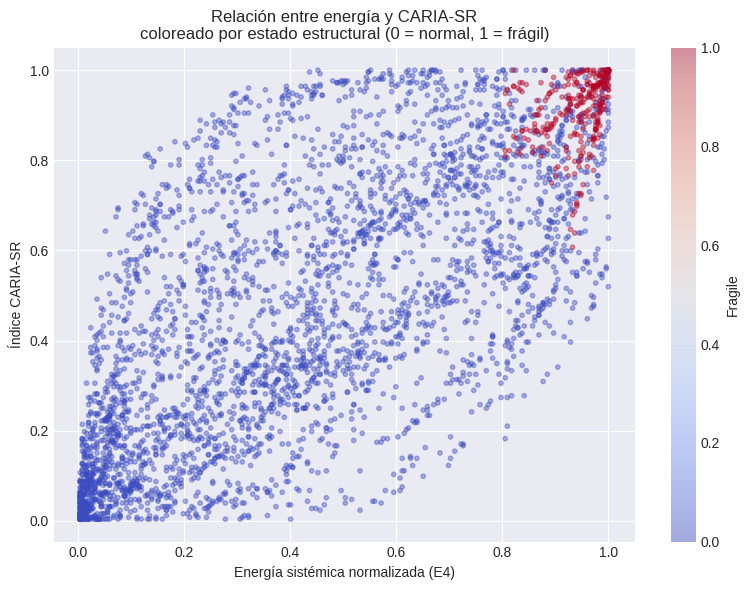 Relación entre energía y CARIA-SR
coloreado por estado estructural (0 = normal, 1 = frágil)
1.0
0.8
0.6
0.4
0.2
0.0
Índice CARIA-SR
0.0 0.2 0.4 0.6 0.8 1.0
Energía sistémica normalizada (E4)
1.0
0.8
0.6
0.4
0.2
0.0
Fragile